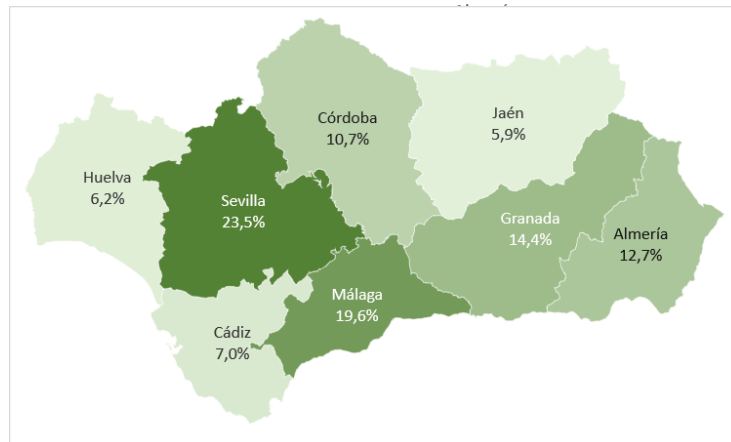 Córdoba
10,7%
Jaén
5,9%
Huelva
6,2%
Sevilla
23,5%
Granada
14,4%
Almería
12,7%
Málaga
19,6%
Cádiz
7,0%